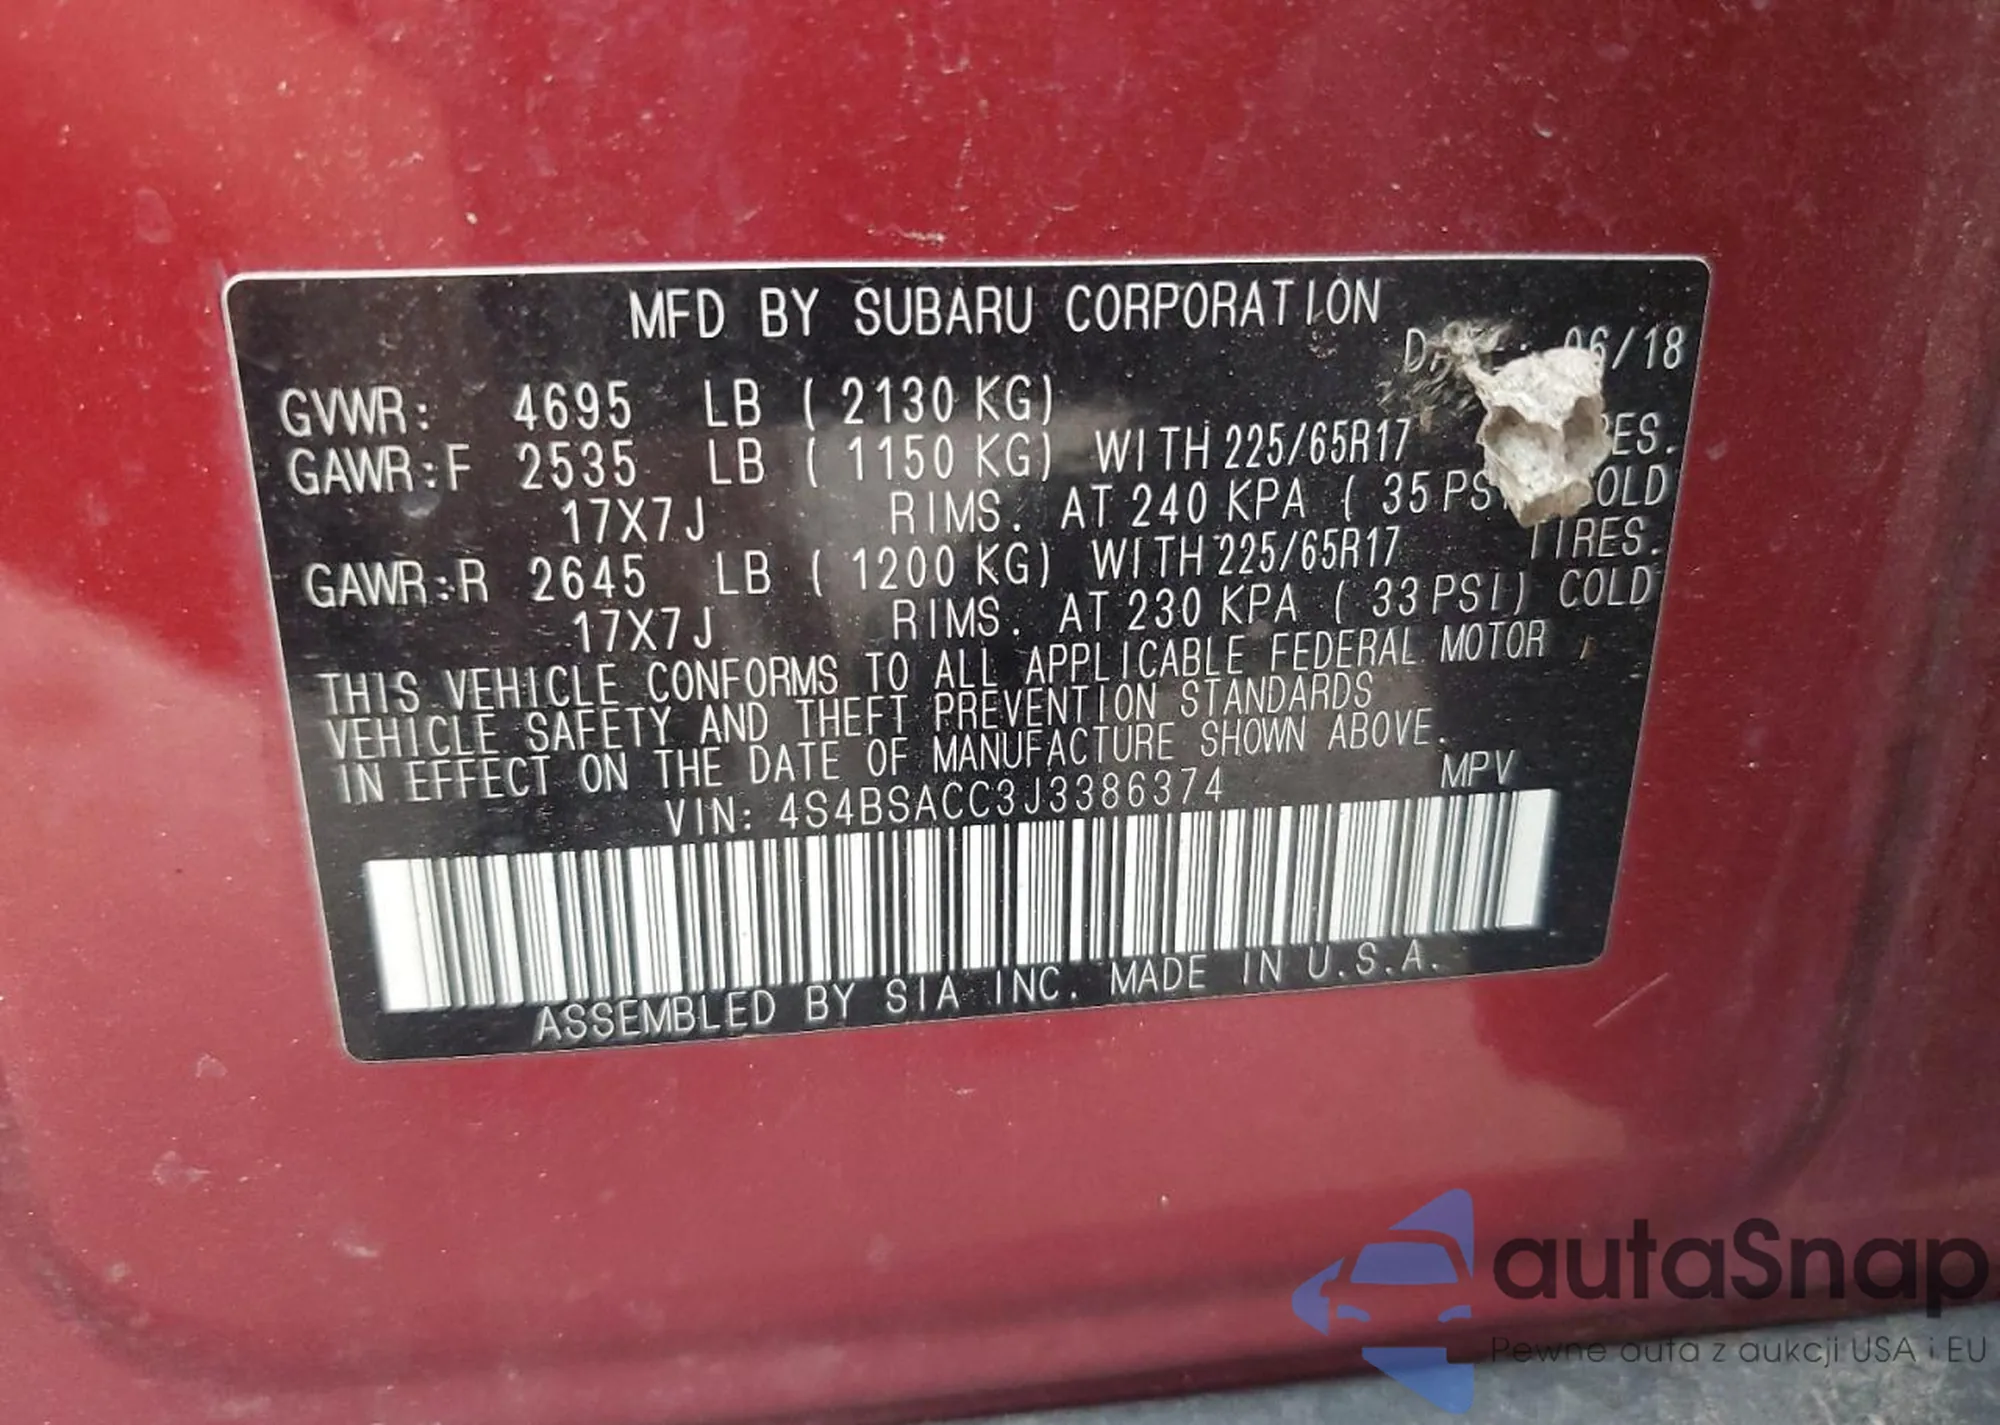 MFD BY SUBARU CORPORATION
06/18
GVWR: 4695 LB ( 2130 KG)
GAWR:F 2535 LB ( 1150 KG) WITH 225/65R17
17X7J RIMS. AT 240 KPA ( 35 PSI
GAWR:R 2645 LB ( 1200 KG) WITH 225/65R17 TIRES.
17X7J RIMS. AT 230 KPA ( 33 PSI) COLD
THIS VEHICLE CONFORMS TO ALL APPLICABLE FEDERAL MOTOR
VEHICLE SAFETY AND THEFT PREVENTION STANDARDS
IN EFFECT ON THE DATE OF MANUFACTURE SHOWN ABOVE.
VIN: 4S4BSACC3J3386374 MPV
ASSEMBLED BY SIA INC. MADE IN U.S.A.
autaSnap
Pewne auta z aukcji USA i EU